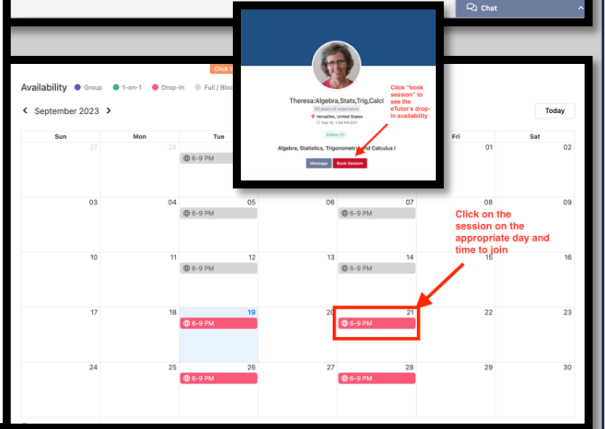 Chat
Click
Theresa:Algebra,Stats,Trig,Calcl
Versailles, United States
Algebra, Statistics, Trigonometry and Calculus I
Message Book Session
Click "book
session" to
see the
eTutor's drop-
in availability
Availability Group 1-on-1 Drop-in Full /
September 2023 Today
Sun Mon Tue Fri Sat
27 28 01 02
6-9 PM
03 04 05 06 07 08 09
6-9 PM 6-9 PM
Click on the
session on the
appropriate day and
time to join
10 11 12 13 14 15 16
6-9 PM 6-9 PM
17 18 19 20 21 22 23
6-9 PM 6-9 PM
24 25 26 27 28 29 30
6-9 PM 6-9 PM